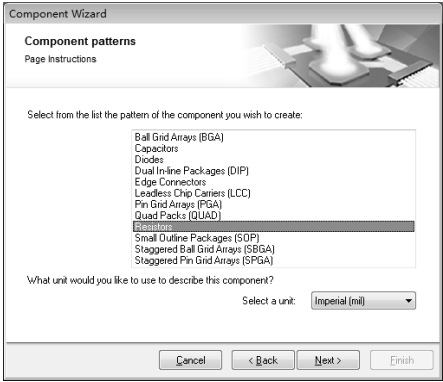 Component Wizard
Component patterns
Page Instructions
Select from the list the pattern of the component you wish to create:
Ball Grid Arrays (BGA)
Capacitors
Diodes
Dual In-line Packages (DIP)
Edge Connectors
Leadless Chip Carriers (LCC)
Pin Grid Arrays (PGA)
Quad Packs (QUAD)
Resistors
Small Outline Packages (SOP)
Staggered Ball Grid Arrays (SBGA)
Staggered Pin Grid Arrays (SPGA)
What unit would you like to use to describe this component?
Select a unit: Imperial (mil)
Cancel < Back Next > Finish